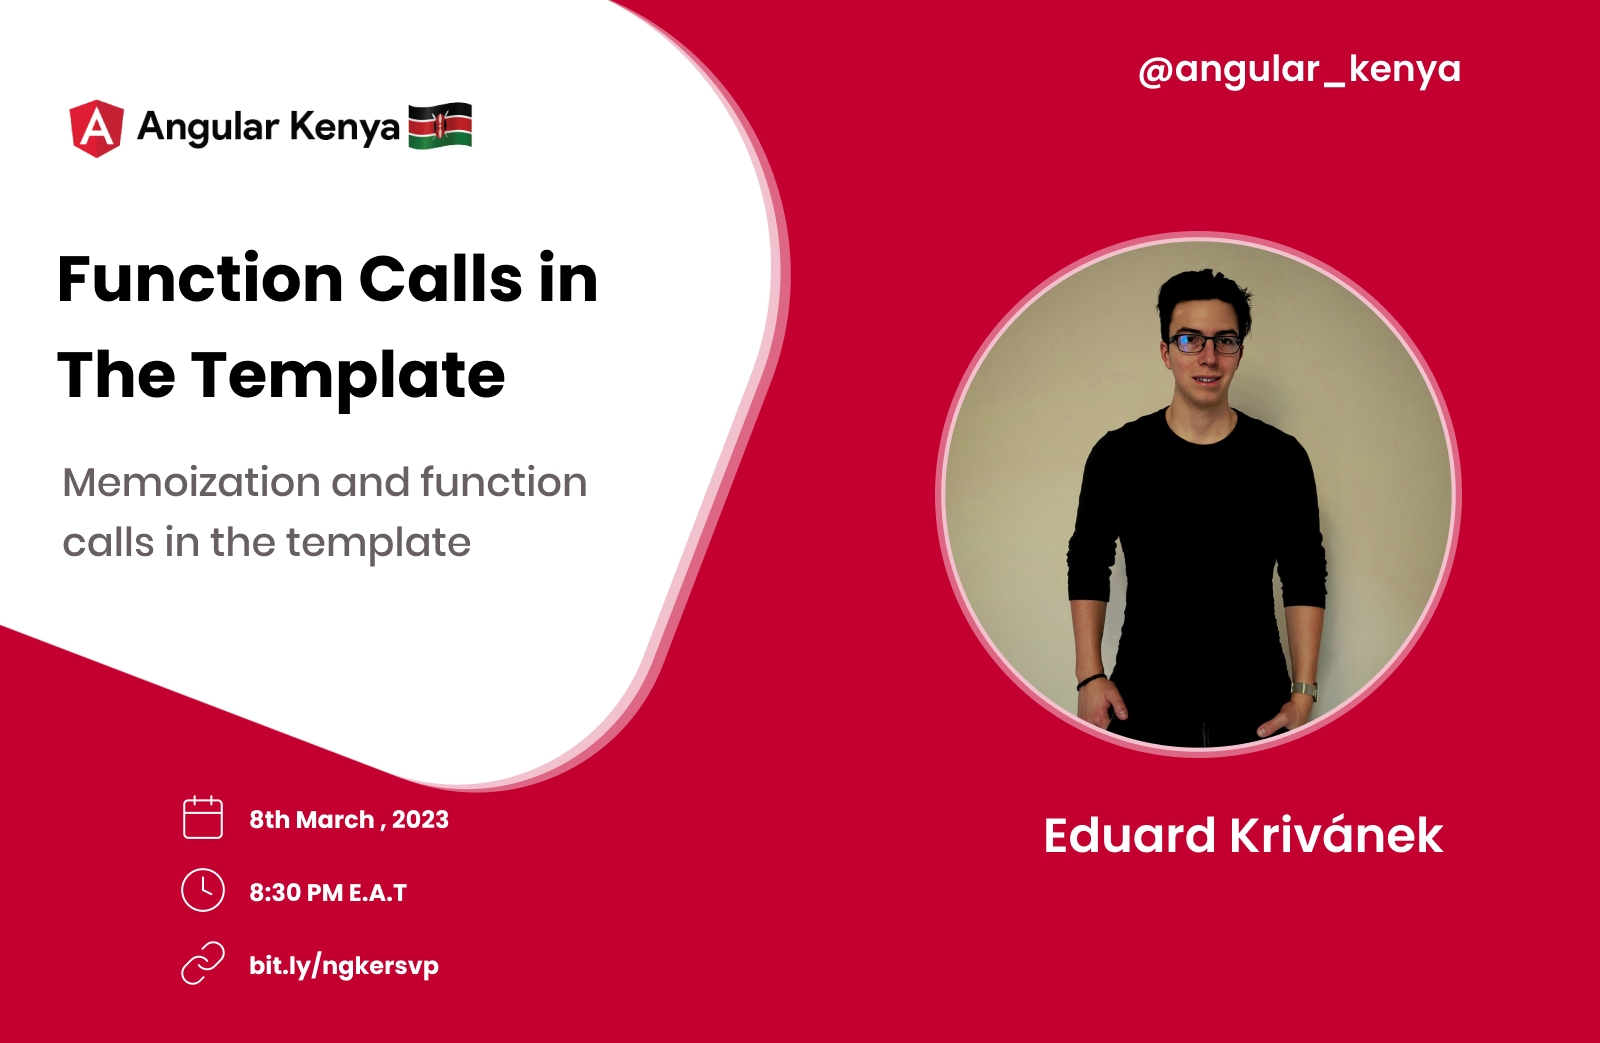 @angular_kenya
Angular Kenya
Function Calls in
The Template
Memoization and function
calls in the template
8th March , 2023
8:30 PM E.A.T
bit.ly/ngkersvp
Eduard Krivánek